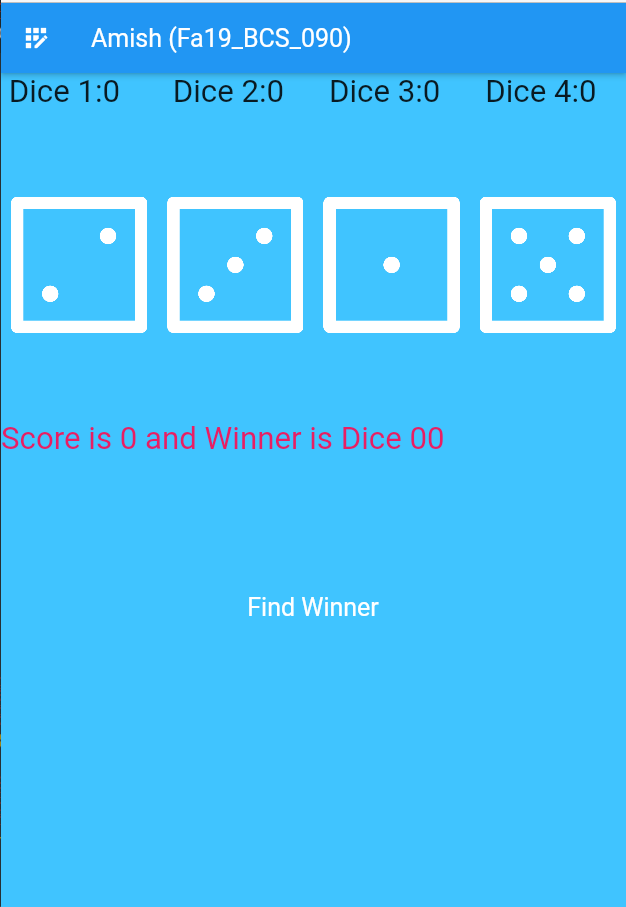 Amish (Fa19_BCS_090)
Dice 1:0 Dice 2:0 Dice 3:0 Dice 4:0
Score is 0 and Winner is Dice 00
Find Winner